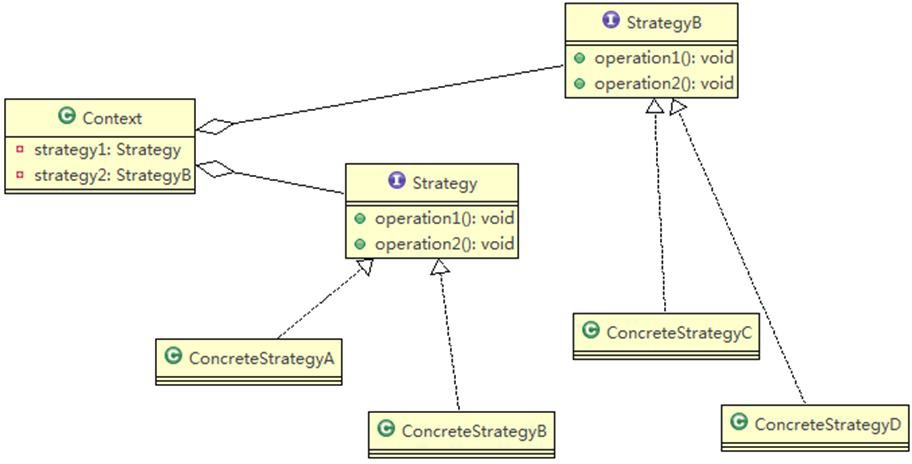 I StrategyB
operation1(): void
operation2(): void
C Context
strategy1: Strategy
strategy2: StrategyB
I Strategy
operation1(): void
operation2(): void
C ConcreteStrategyA
C ConcreteStrategyB
C ConcreteStrategyC
C ConcreteStrategyD